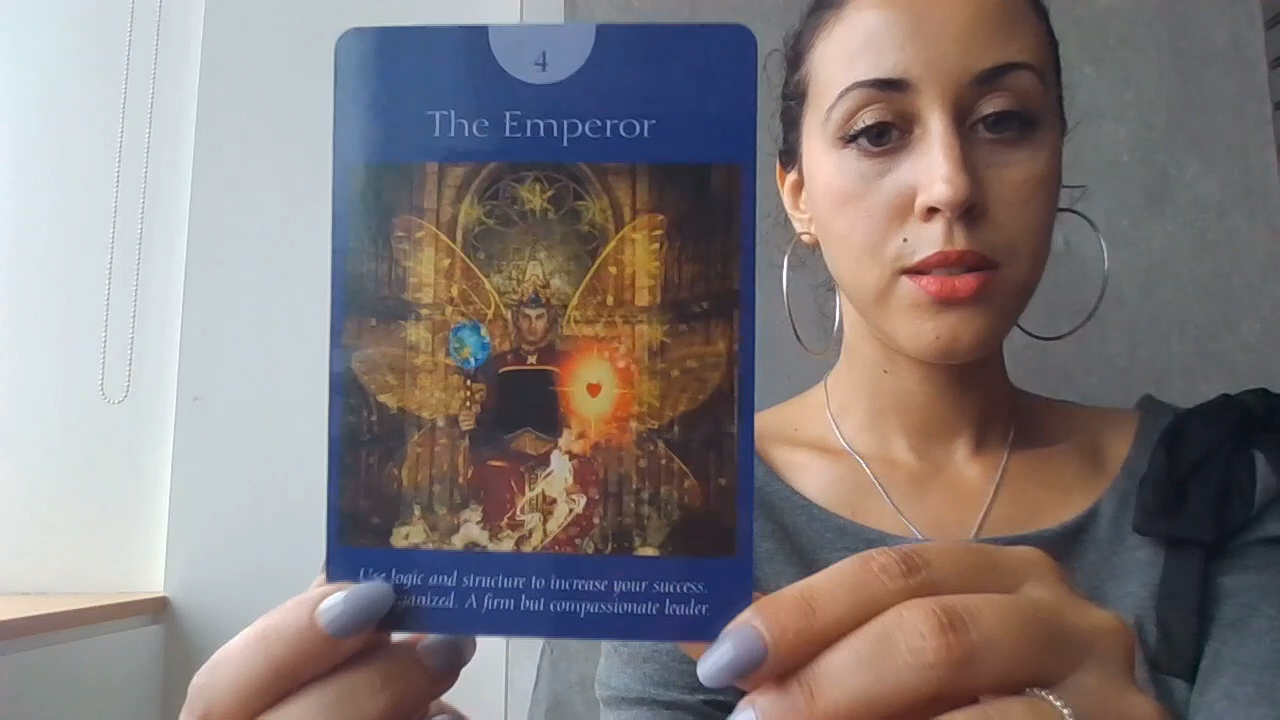 4
The Emperor
Use logic and structure to increase your success.
A firm but compassionate leader.